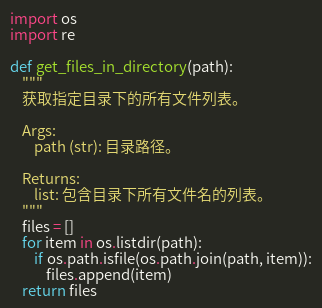 import os
import re

def get_files_in_directory(path):
    """
    获取指定目录下的所有文件列表。

    Args:
        path (str): 目录路径。

    Returns:
        list: 包含目录下所有文件名的列表。
    """
    files = []
    for item in os.listdir(path):
        if os.path.isfile(os.path.join(path, item)):
            files.append(item)
    return files